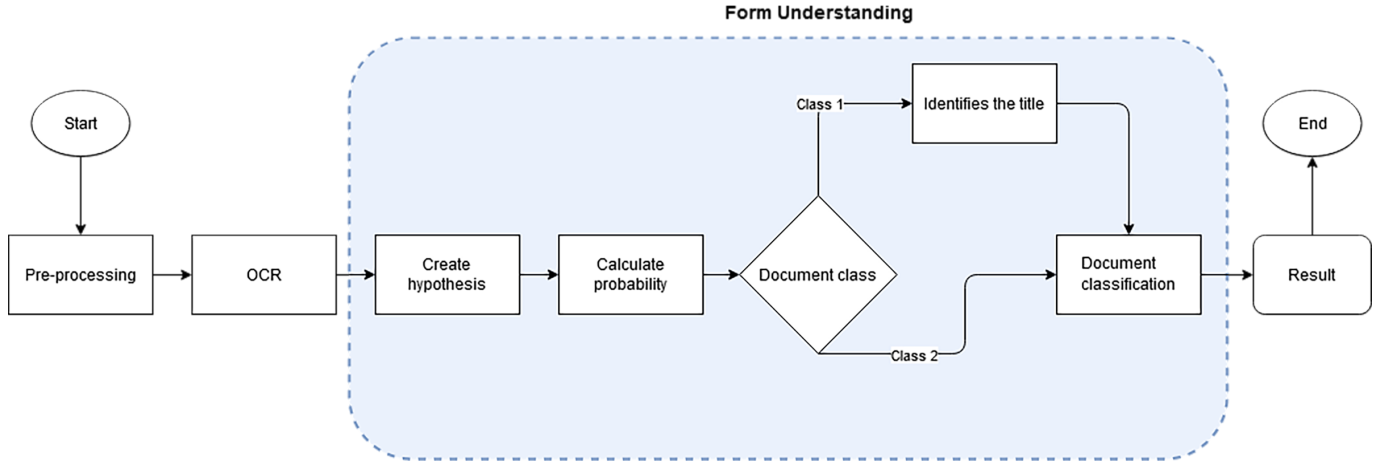 Form Understanding
Start
Class 1
Identifies the title
End
Pre-processing
OCR
Create
hypothesis
Calculate
probability
Document class
Document
classification
Result
Class 2